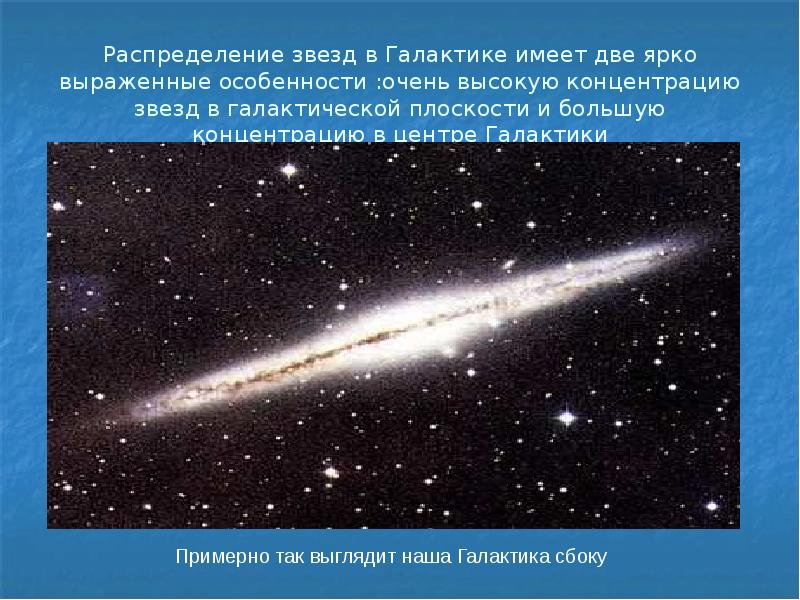 Распределение звезд в Галактике имеет две ярко
выраженные особенности :очень высокую концентрацию
звезд в галактической плоскости и большую
концентрацию в центре Галактики
Примерно так выглядит наша Галактика сбоку